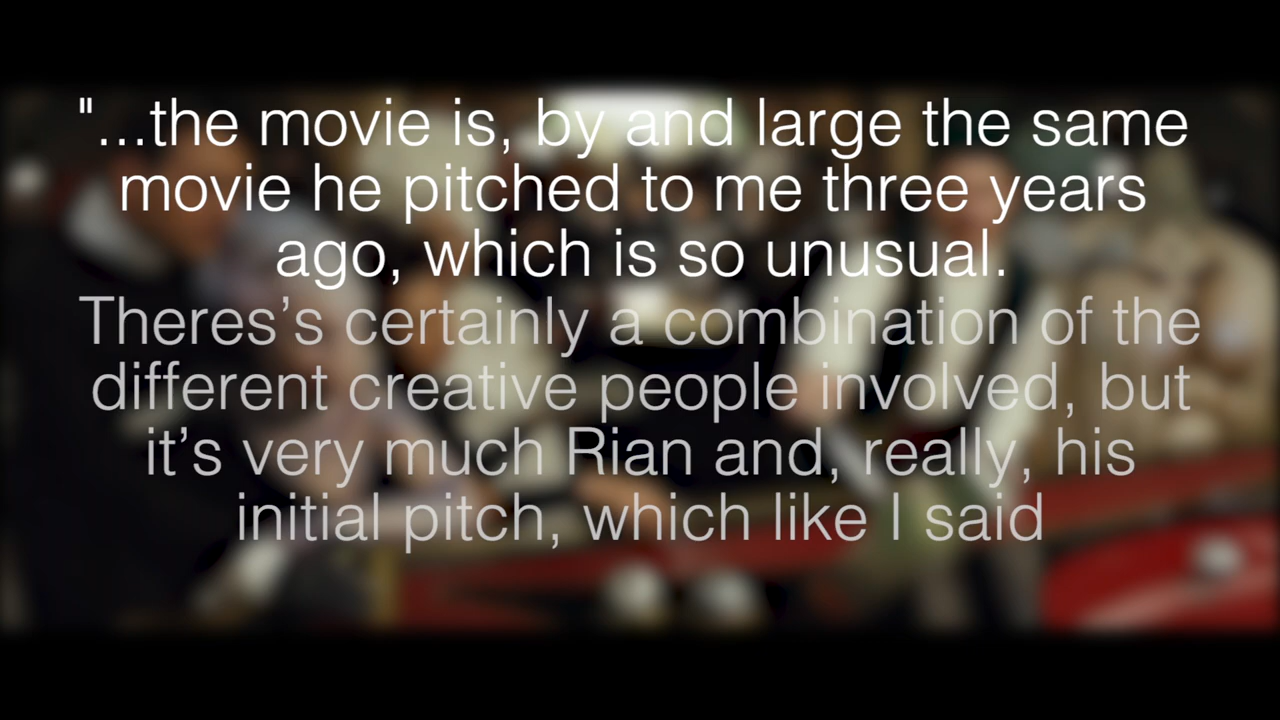 "...the movie is, by and large the same
movie he pitched to me three years
ago, which is so unusual.
Theres’s certainly a combination of the
different creative people involved, but
it’s very much Rian and, really, his
initial pitch, which like I said